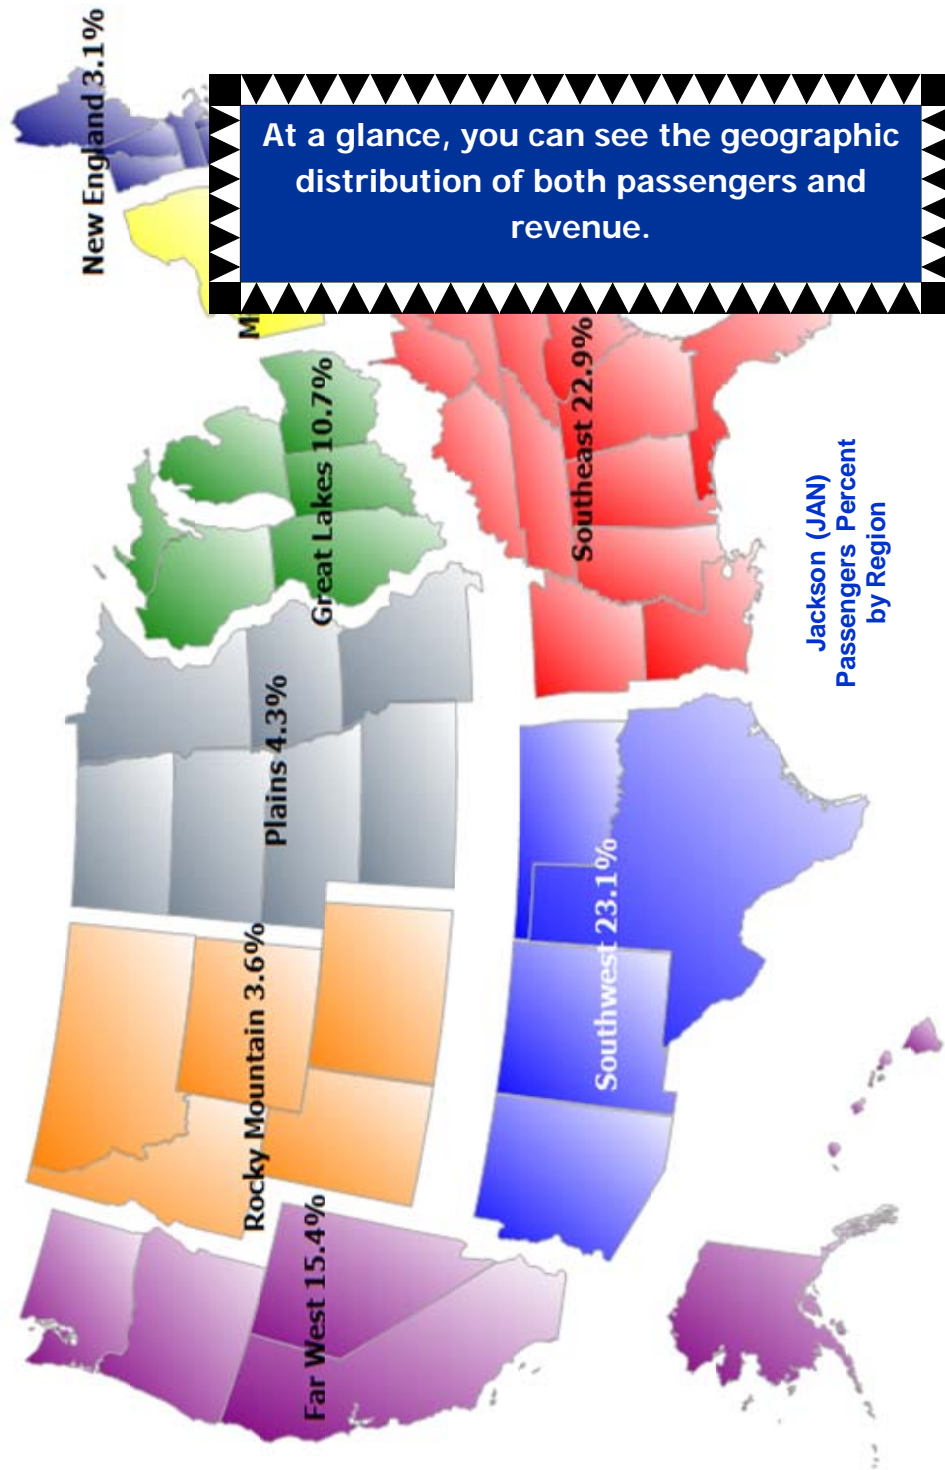 New England 3.1%
At a glance, you can see the geographic
distribution of both passengers and
revenue.
Great Lakes 10.7%
Southeast 22.9%
Plains 4.3%
Rocky Mountain 3.6%
Southwest 23.1%
Far West 15.4%
Jackson (JAN)
Passengers Percent
by Region